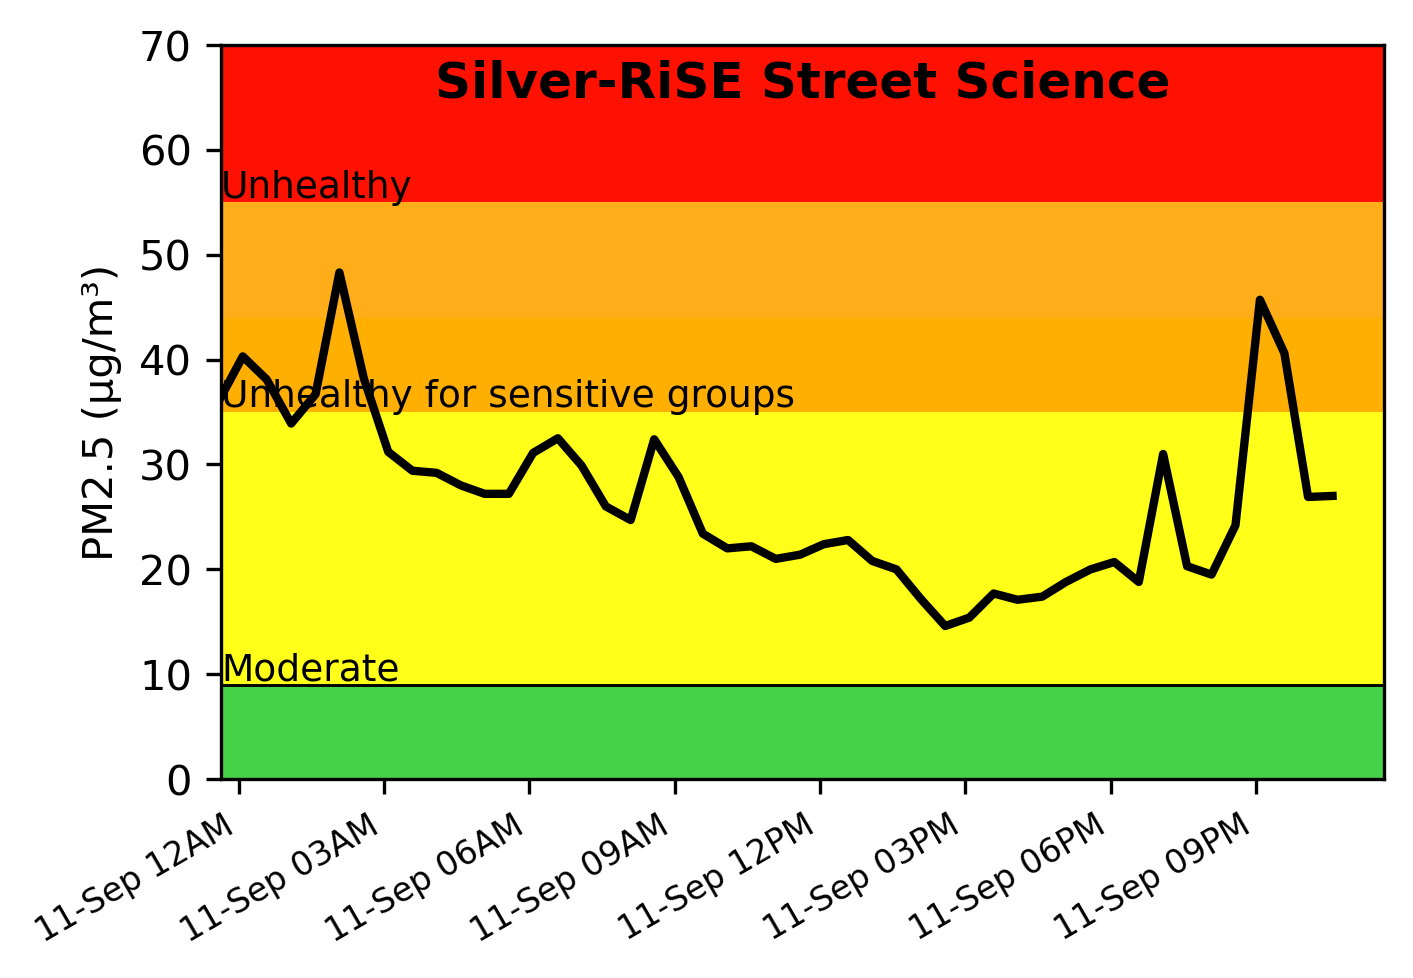 Silver-RiSE Street Science
70
60
50
40
30
20
10
0
PM2.5 (µg/m³)
Unhealthy
Unhealthy for sensitive groups
Moderate
11-Sep 12AM
11-Sep 03AM
11-Sep 06AM
11-Sep 09AM
11-Sep 12PM
11-Sep 03PM
11-Sep 06PM
11-Sep 09PM